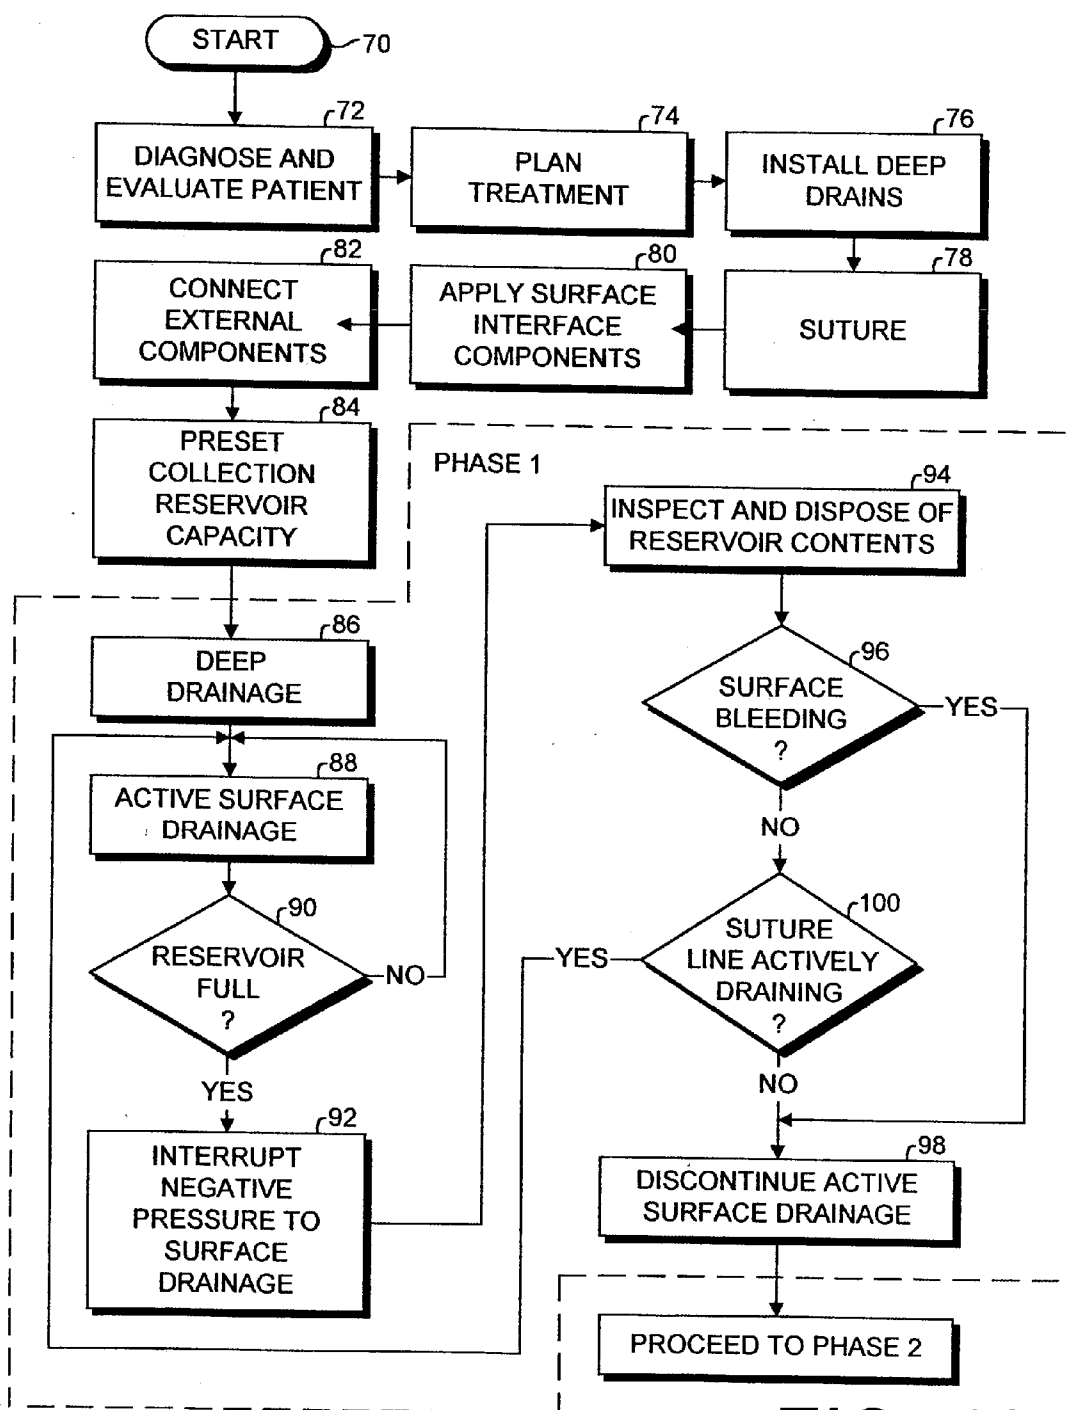 START
70
72
DIAGNOSE AND
EVALUATE PATIENT
74
PLAN
TREATMENT
76
INSTALL DEEP
DRAINS
82
CONNECT
EXTERNAL
COMPONENTS
80
APPLY SURFACE
INTERFACE
COMPONENTS
78
SUTURE
84
PRESET
COLLECTION
RESERVOIR
CAPACITY
PHASE 1
86
DEEP
DRAINAGE
88
ACTIVE SURFACE
DRAINAGE
90
RESERVOIR
FULL
?
NO
YES
92
INTERRUPT
NEGATIVE
PRESSURE TO
SURFACE
DRAINAGE
94
INSPECT AND DISPOSE OF
RESERVOIR CONTENTS
96
SURFACE
BLEEDING
?
YES
NO
100
SUTURE
LINE ACTIVELY
DRAINING
?
YES
NO
98
DISCONTINUE ACTIVE
SURFACE DRAINAGE
PROCEED TO PHASE 2